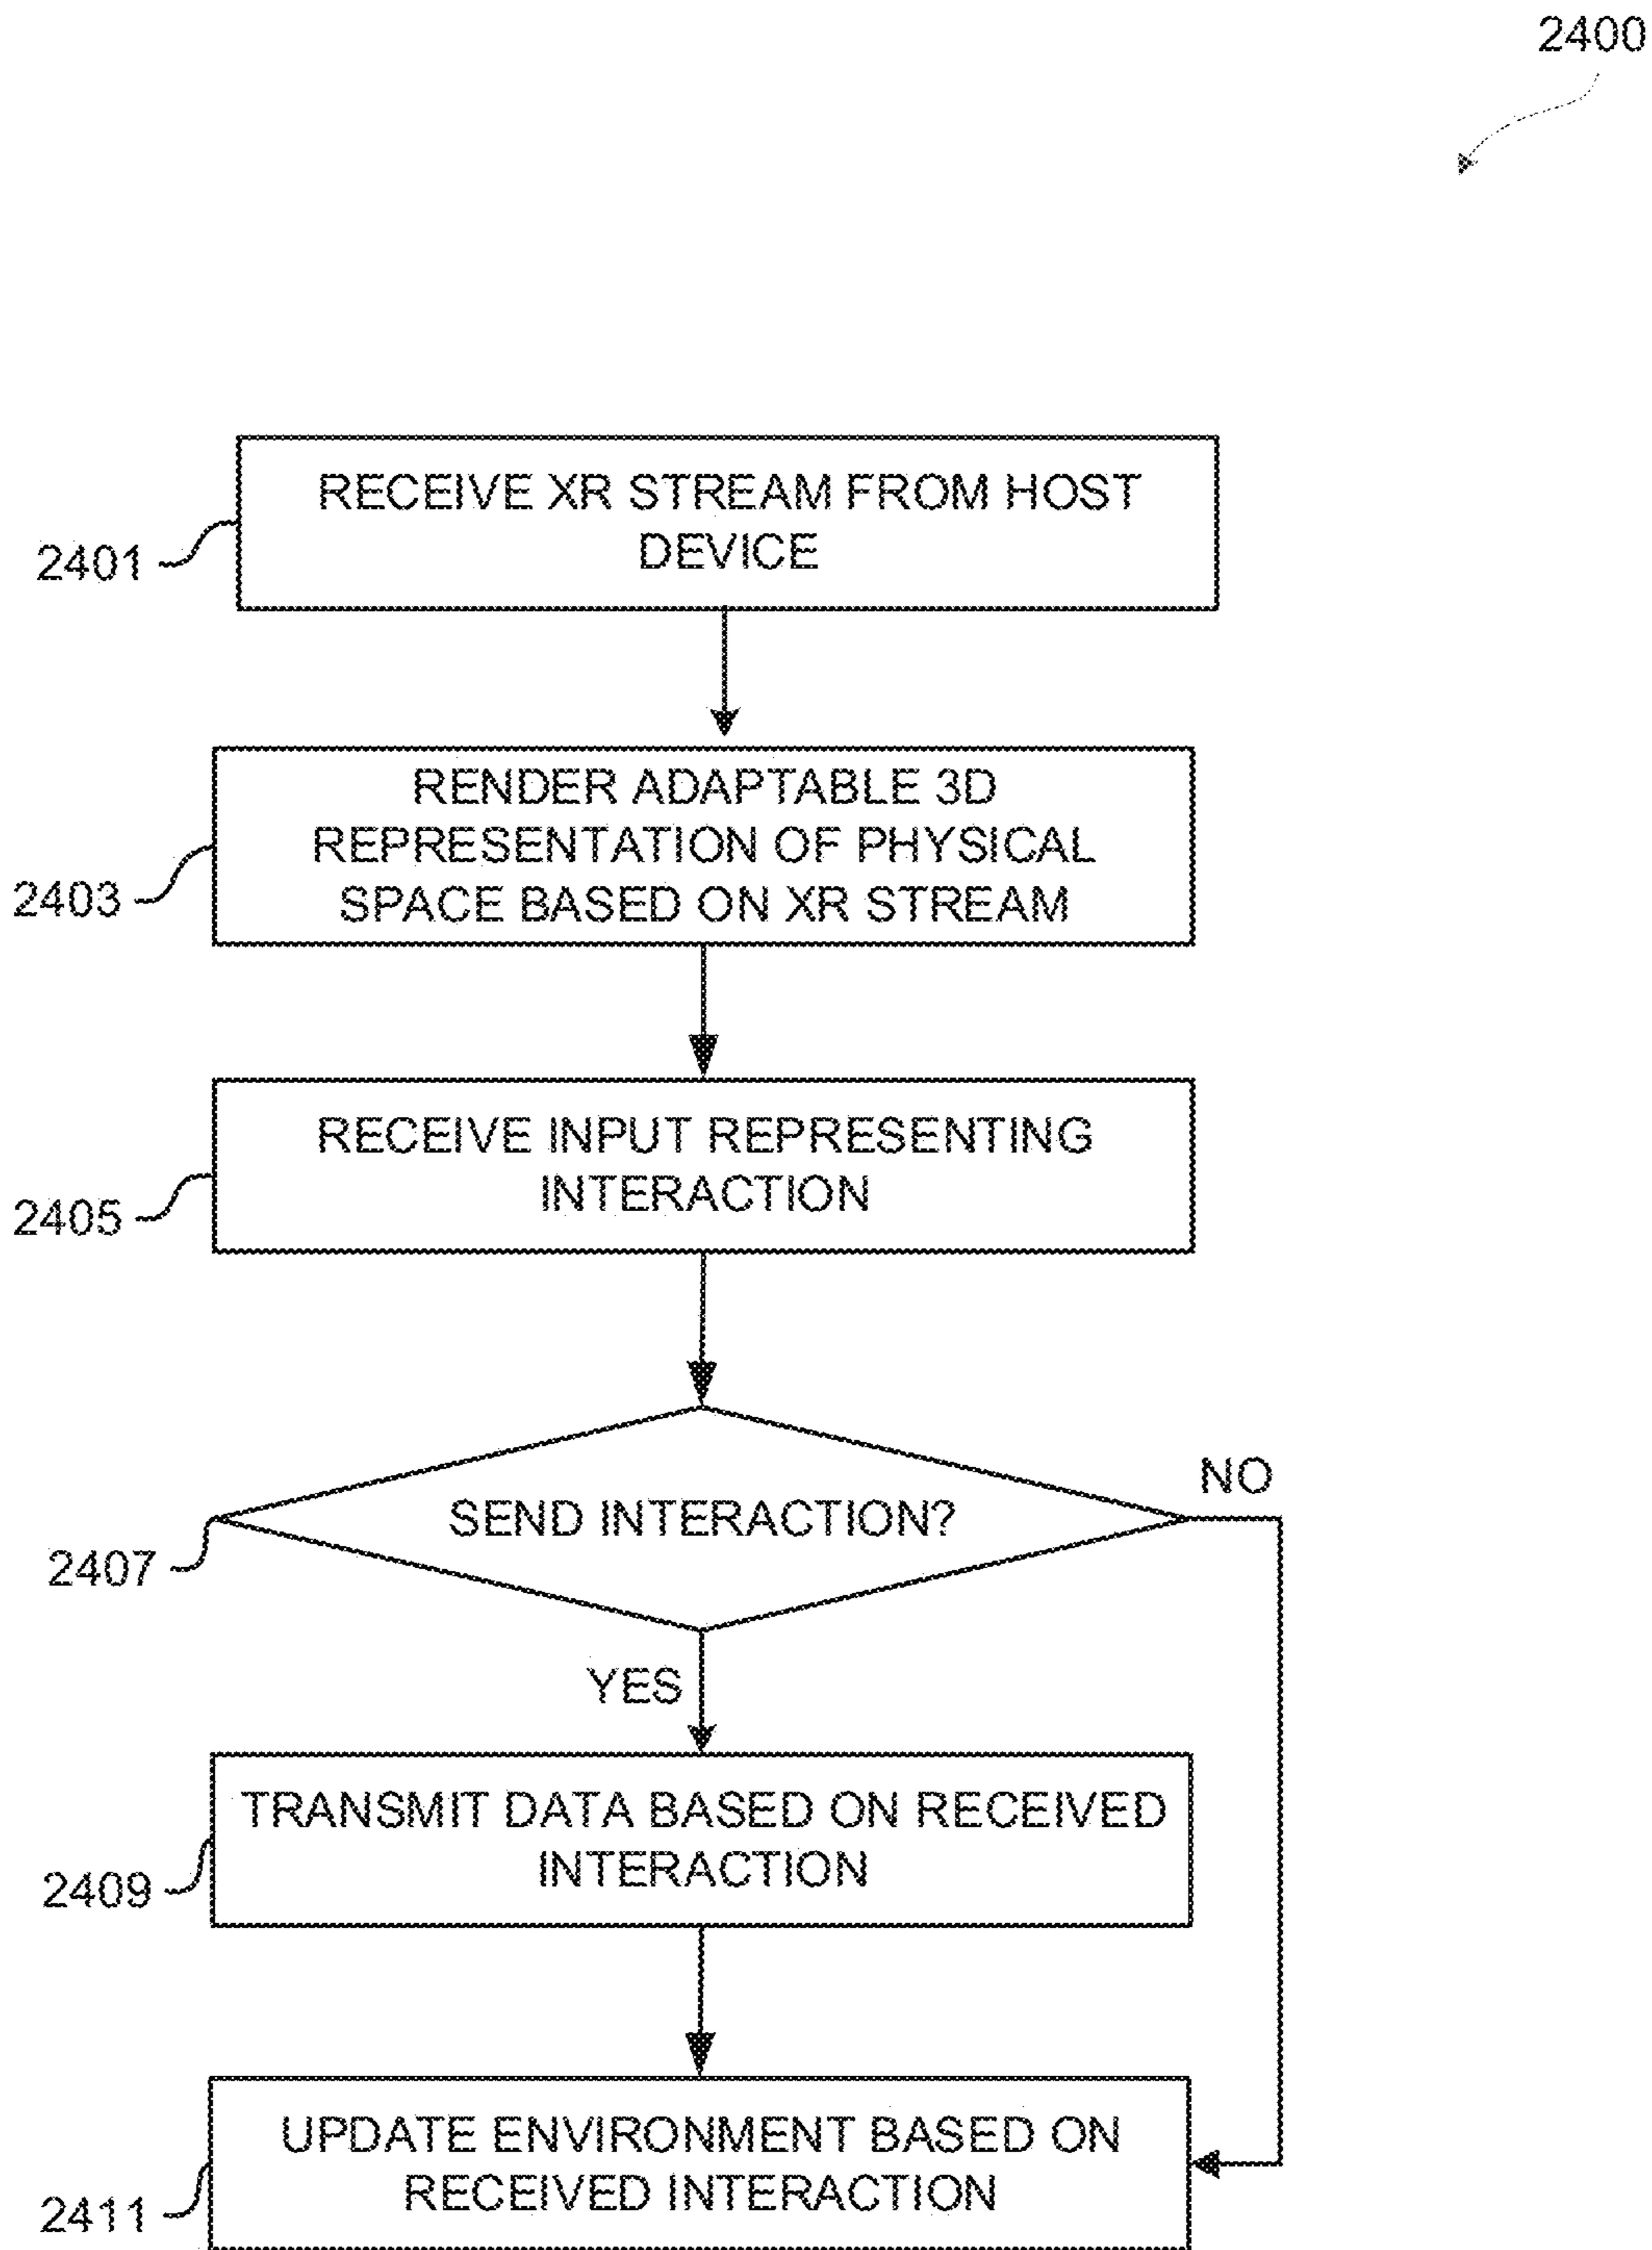 2400
RECEIVE XR STREAM FROM HOST
DEVICE
2401
RENDER ADAPTABLE 3D
REPRESENTATION OF PHYSICAL
SPACE BASED ON XR STREAM
2403
RECEIVE INPUT REPRESENTING
INTERACTION
2405
SEND INTERACTION?
NO
2407
YES
TRANSMIT DATA BASED ON RECEIVED
INTERACTION
2409
UPDATE ENVIRONMENT BASED ON
RECEIVED INTERACTION
2411